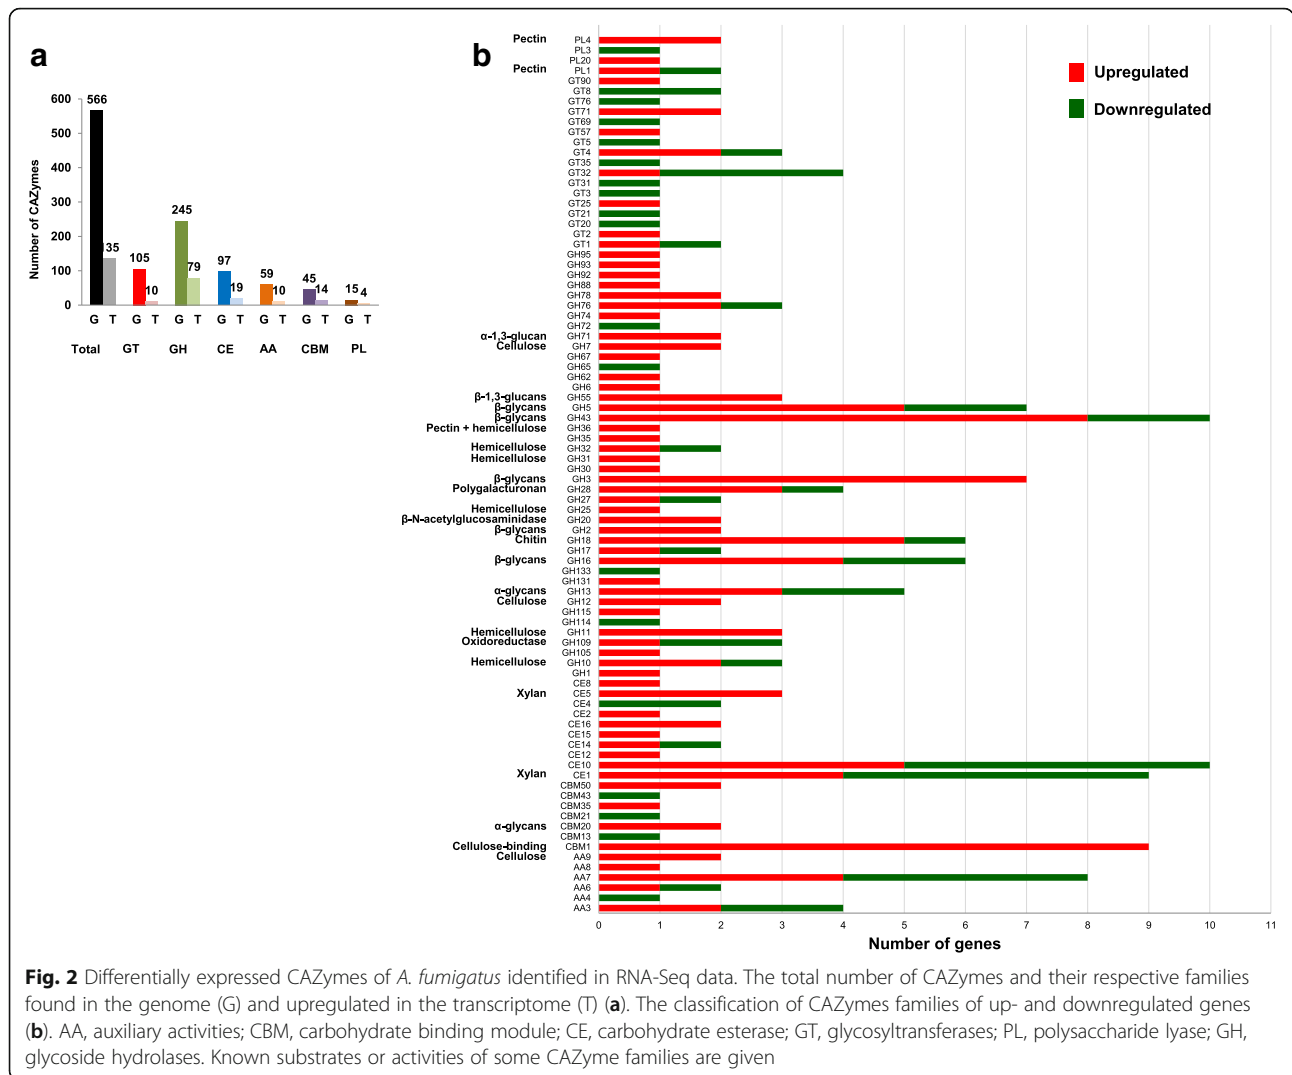 a
Number of CAZymes
600
500
400
300
200
100
0
566
135
105
10
245
79
97
19
59
10
45
14
15
4
G T G T G T G T G T G T G T
Total GT GH CE AA CBM PL
b
Upregulated
Downregulated
Pectin PL4
PL3
PL20
Pectin PL1
GT90
GT8
GT76
GT71
GT69
GT57
GT5
GT4
GT35
GT32
GT31
GT3
GT25
GT21
GT20
GT2
GT1
GH95
GH93
GH92
GH88
GH78
GH76
GH74
GH72
α-1,3-glucan GH71
Cellulose GH7
GH67
GH65
GH62
GH6
β-1,3-glucans GH55
β-glycans GH5
β-glycans GH43
Pectin + hemicellulose GH36
GH35
Hemicellulose GH32
Hemicellulose GH31
GH30
β-glycans GH3
Polygalacturonan GH28
GH27
Hemicellulose GH25
β-N-acetylglucosaminidase GH20
β-glycans GH2
Chitin GH18
GH17
β-glycans GH16
GH133
GH131
α-glycans GH13
Cellulose GH12
GH115
GH114
Hemicellulose GH11
Oxidoreductase GH109
GH105
Hemicellulose GH10
GH1
CE8
Xylan CE5
CE4
CE2
CE16
CE15
CE14
CE12
CE10
Xylan CE1
CBM50
CBM43
CBM35
CBM21
α-glycans CBM20
CBM13
Cellulose-binding CBM1
Cellulose AA9
AA8
AA7
AA6
AA4
AA3
0 1 2 3 4 5 6 7 8 9 10 11
Number of genes
Fig. 2 Differentially expressed CAZymes of A. fumigatus identified in RNA-Seq data. The total number of CAZymes and their respective families
found in the genome (G) and upregulated in the transcriptome (T) (a). The classification of CAZymes families of up- and downregulated genes
(b). AA, auxiliary activities; CBM, carbohydrate binding module; CE, carbohydrate esterase; GT, glycosyltransferases; PL, polysaccharide lyase; GH,
glycoside hydrolases. Known substrates or activities of some CAZyme families are given